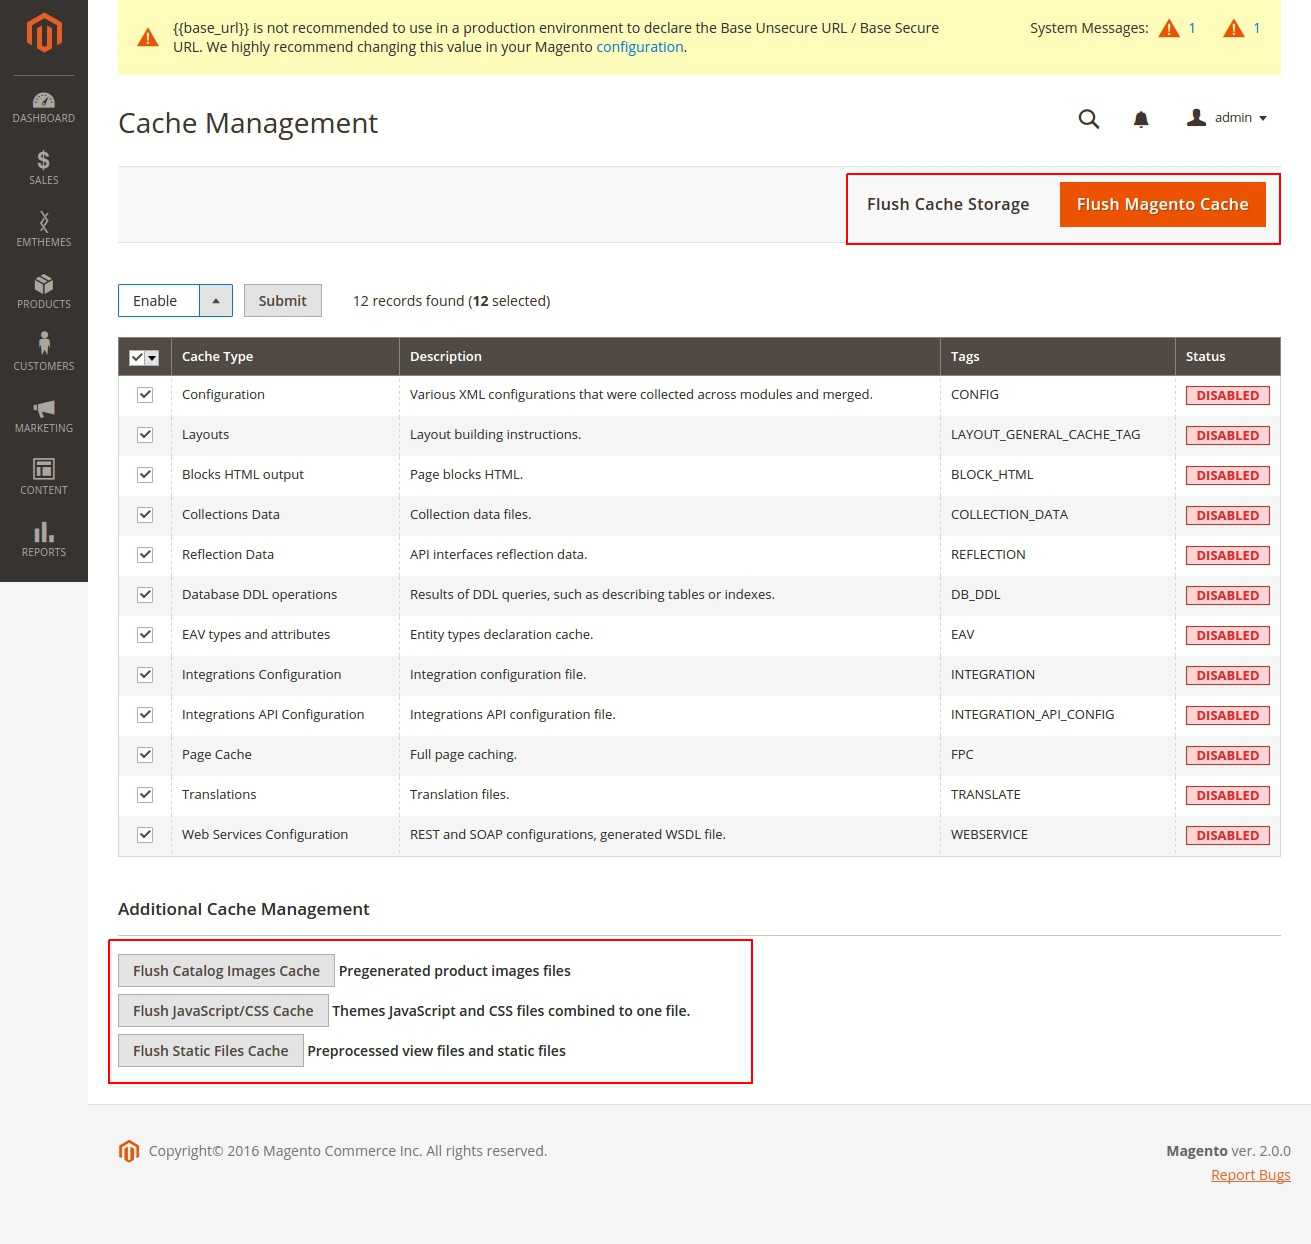 {{base_url}} is not recommended to use in a production environment to declare the Base Unsecure URL / Base Secure
URL. We highly recommend changing this value in your Magento configuration.
System Messages: 1 1
DASHBOARD
SALES
EMTHEMES
PRODUCTS
CUSTOMERS
MARKETING
CONTENT
REPORTS
Cache Management
admin
Flush Cache Storage Flush Magento Cache
Enable Submit 12 records found (12 selected)
Cache Type Description Tags Status
Configuration Various XML configurations that were collected across modules and merged. CONFIG DISABLED
Layouts Layout building instructions. LAYOUT_GENERAL_CACHE_TAG DISABLED
Blocks HTML output Page blocks HTML. BLOCK_HTML DISABLED
Collections Data Collection data files. COLLECTION_DATA DISABLED
Reflection Data API interfaces reflection data. REFLECTION DISABLED
Database DDL operations Results of DDL queries, such as describing tables or indexes. DB_DDL DISABLED
EAV types and attributes Entity types declaration cache. EAV DISABLED
Integrations Configuration Integration configuration file. INTEGRATION DISABLED
Integrations API Configuration Integrations API configuration file. INTEGRATION_API_CONFIG DISABLED
Page Cache Full page caching. FPC DISABLED
Translations Translation files. TRANSLATE DISABLED
Web Services Configuration REST and SOAP configurations, generated WSDL file. WEBSERVICE DISABLED
Additional Cache Management
Flush Catalog Images Cache Pregenerated product images files
Flush JavaScript/CSS Cache Themes JavaScript and CSS files combined to one file.
Flush Static Files Cache Preprocessed view files and static files
Copyright© 2016 Magento Commerce Inc. All rights reserved.
Magento ver. 2.0.0
Report Bugs